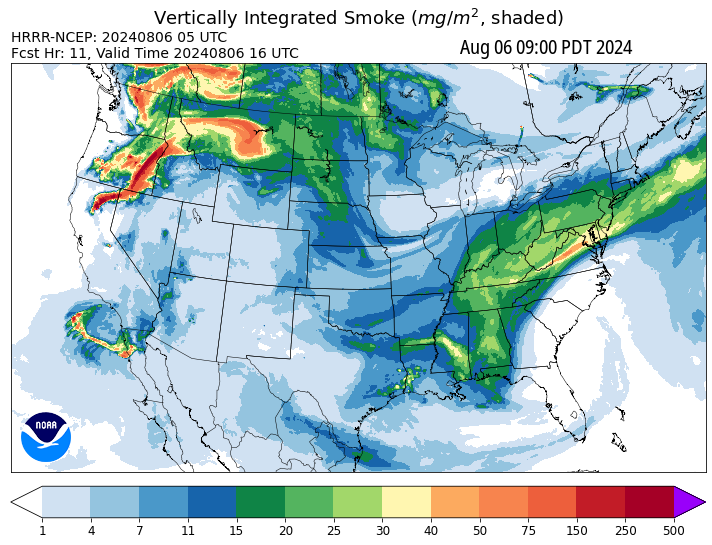 Vertically Integrated Smoke (mg/m², shaded)
HRRR-NCEP: 20240806 05 UTC
Fcst Hr: 11, Valid Time 20240806 16 UTC
Aug 06 09:00 PDT 2024
NOAA
1 4 7 11 15 20 25 30 40 50 75 150 250 500